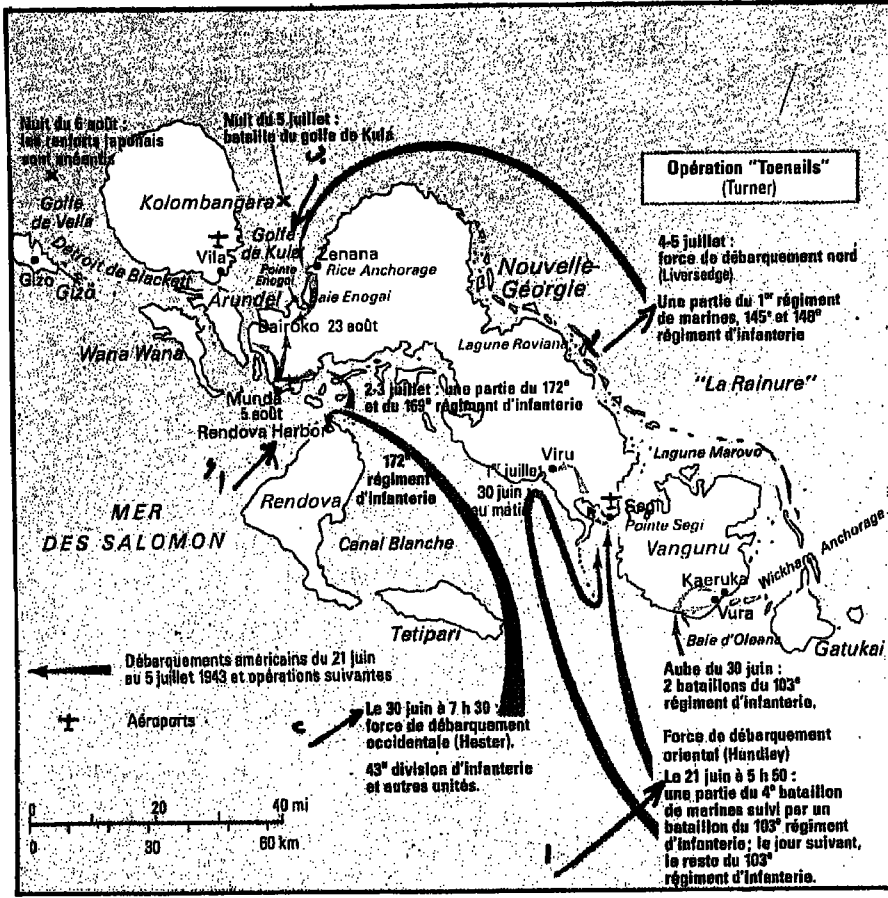 Opération "Toenails"
(Turner)
Nuit du 6 août :
les renforts japonais
sont anéantis
Nuit du 5 juillet :
bataille du golfe de Kula
Kolombangara
Golfe
de Vella
Golfe
de Kula
Vila
Pointe
Enogai
Zenana
Rice Anchorage
Détroit de Blackett
Gizo
Gizo
Arundel
Baie Enogai
Nouvelle-
Géorgie
4-5 juillet :
force de débarquement nord
(Liversedge)
Une partie du 1er régiment
de marines, 145e et 148e
régiment d'infanterie
Bairoko 23 août
Wana Wana
Lagune Roviana
"La Rainure"
Munda
5 août
2-3 juillet : une partie du 172e
et du 169e régiment d'infanterie
Rendova Harbor
172e
régiment
d'infanterie
Viru
1er juillet
30 juin
au matin
Lagune Marovo
Segi
Pointe Segi
Rendova
MER
DES SALOMON
Canal Blanche
Vangunu
Wickham Anchorage
Kaeruka
Vura
Baie d'Oleana
Gatukai
Tetipari
Débarquements américains du 21 juin
au 5 juillet 1943 et opérations suivantes
Aéroports
Le 30 juin à 7 h 30 :
force de débarquement
occidentale (Hester).
43e division d'infanterie
et autres unités.
Aube du 30 juin :
2 bataillons du 103e
régiment d'infanterie.
Force de débarquement
oriental (Hundley)
Le 21 juin à 5 h 50 :
une partie du 4e bataillon
de marines suivi par un
bataillon du 103e régiment
d'infanterie; le jour suivant,
le reste du 103e
régiment d'infanterie.
0 20 40 mi
0 30 60 km